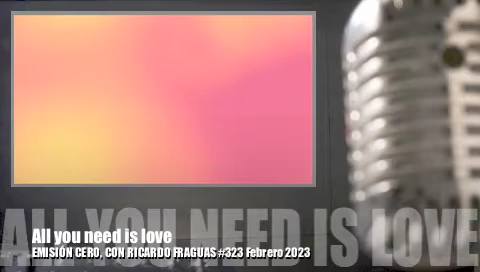 ALL YOU NEED IS LOVE
All you need is love
EMISIÓN CERO, CON RICARDO FRAGUAS #323 Febrero 2023